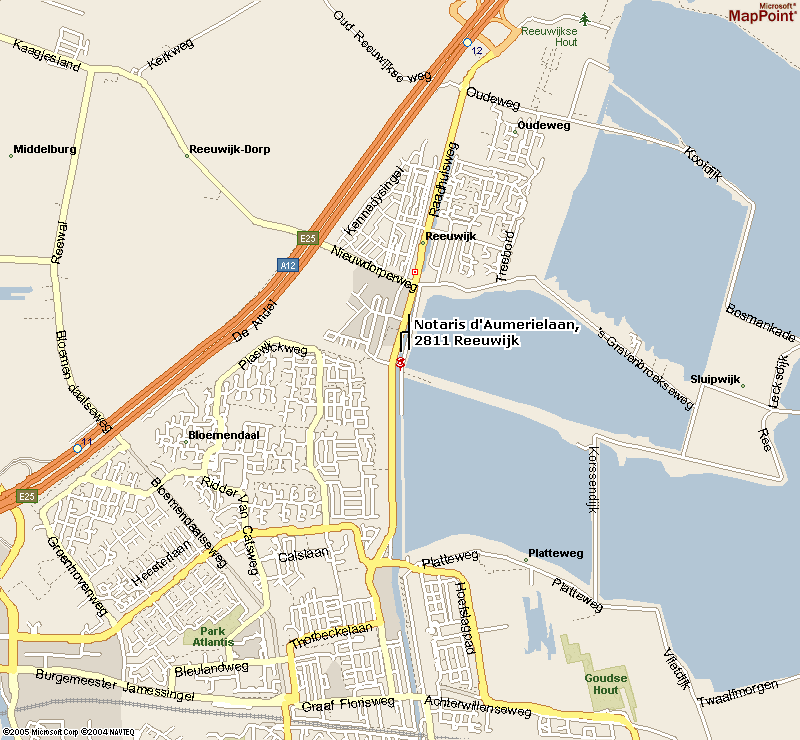 Microsoft®
MapPoint®
Kaagjesland
Kerkweg
Oud Reeuwijkse weg
12
Reeuwijkse
Hout
Oudeweg
Oudeweg
Middelburg
Reeuwijk-Dorp
Kooidijk
Raadhuisweg
Kennedysingel
Reewal
E25
Reeuwijk
Treebord
A12
Nieuwdorperweg
De Andel
Notaris d'Aumerielaan,
2811 Reeuwijk
Bosmankade
's-Gravenbroekseweg
Plaswijckweg
Bloemendaalseweg
Sluipwijk
Lecksdijk
Ree
11
Bloemendaal
Korssendijk
E25
Ridder Van Catsweg
Bloemendaalseweg
Groenhovenweg
Heesterlaan
Calslaan
Platteweg
Platteweg
Platteweg
Hoefslagpad
Park
Atlantis
Thorbeckelaan
Bleulandweg
Burgemeester Jamessingel
Graaf Florisweg
Achterwillenseweg
Goudse
Hout
Vlietdijk
Twaalfmorgen
©2005 Microsoft Corp ©2004 NAVTEQ